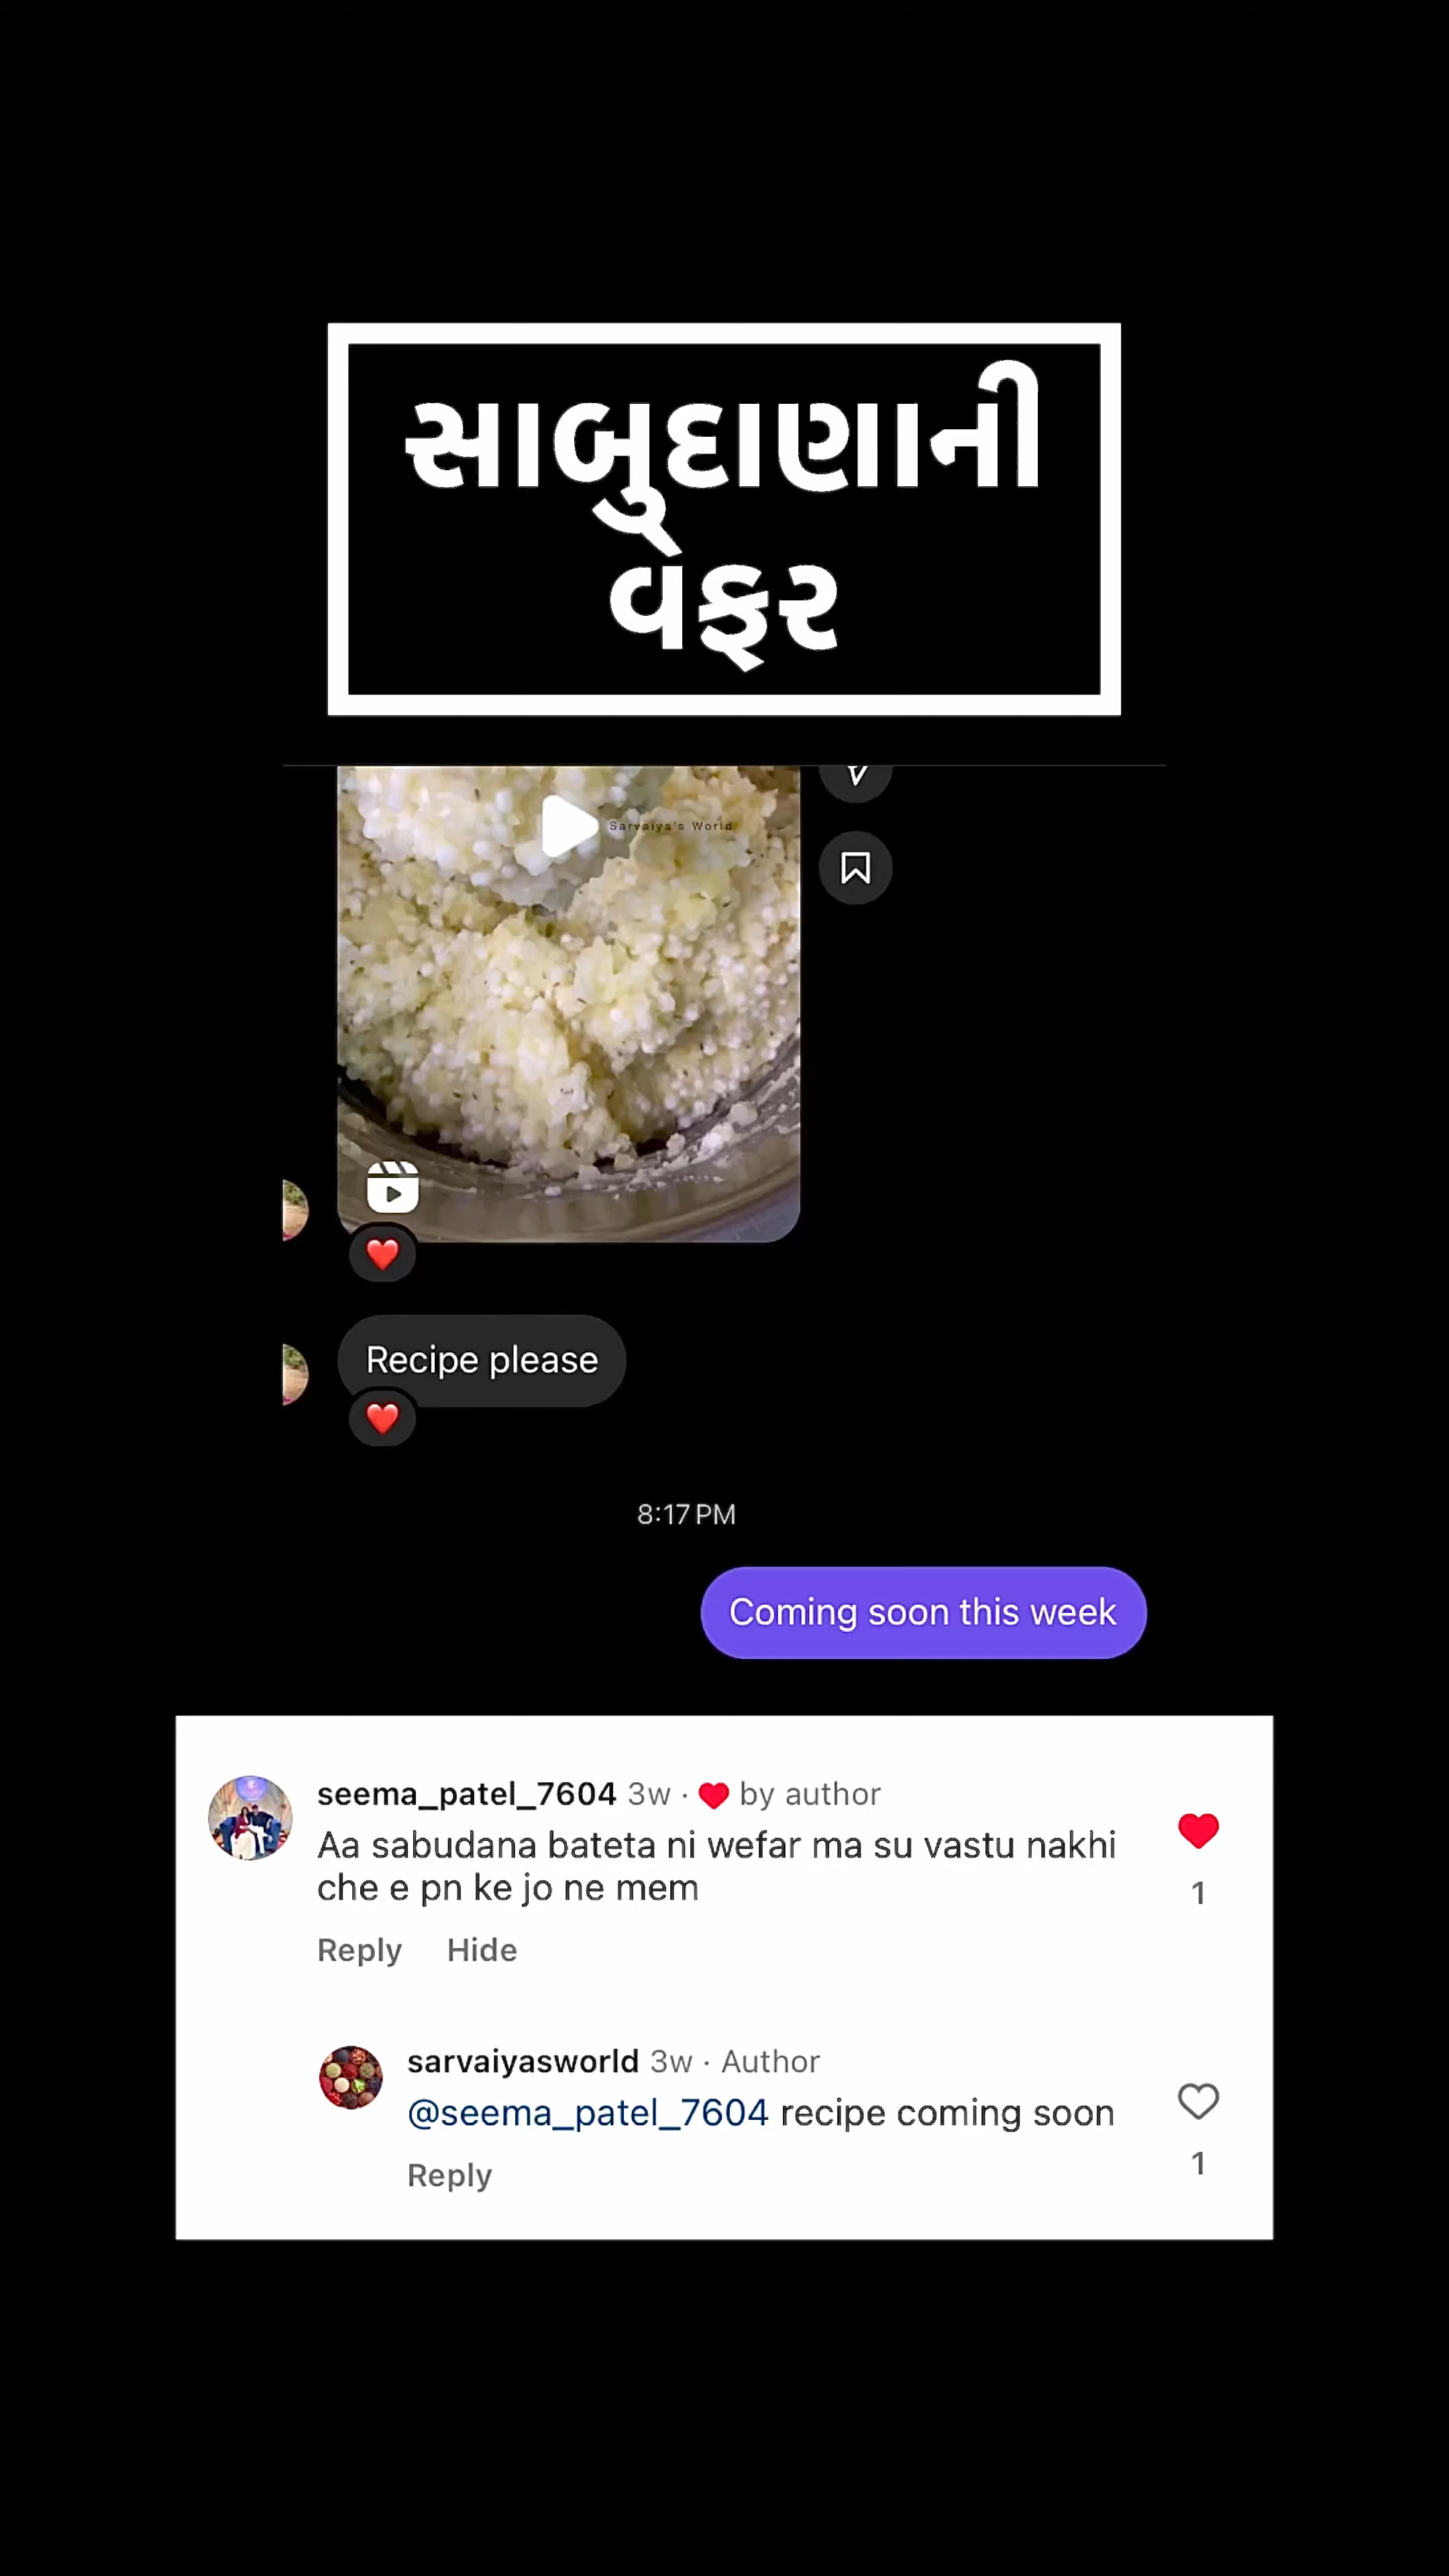 સાબુદાણાની
વેફર
Sarvaiya's World
Recipe please
8:17 PM
Coming soon this week
seema_patel_7604 3w · ❤️ by author
Aa sabudana bateta ni wefar ma su vastu nakhi
che e pn ke jo ne mem
1
Reply Hide
sarvaiyasworld 3w · Author
@seema_patel_7604 recipe coming soon
1
Reply